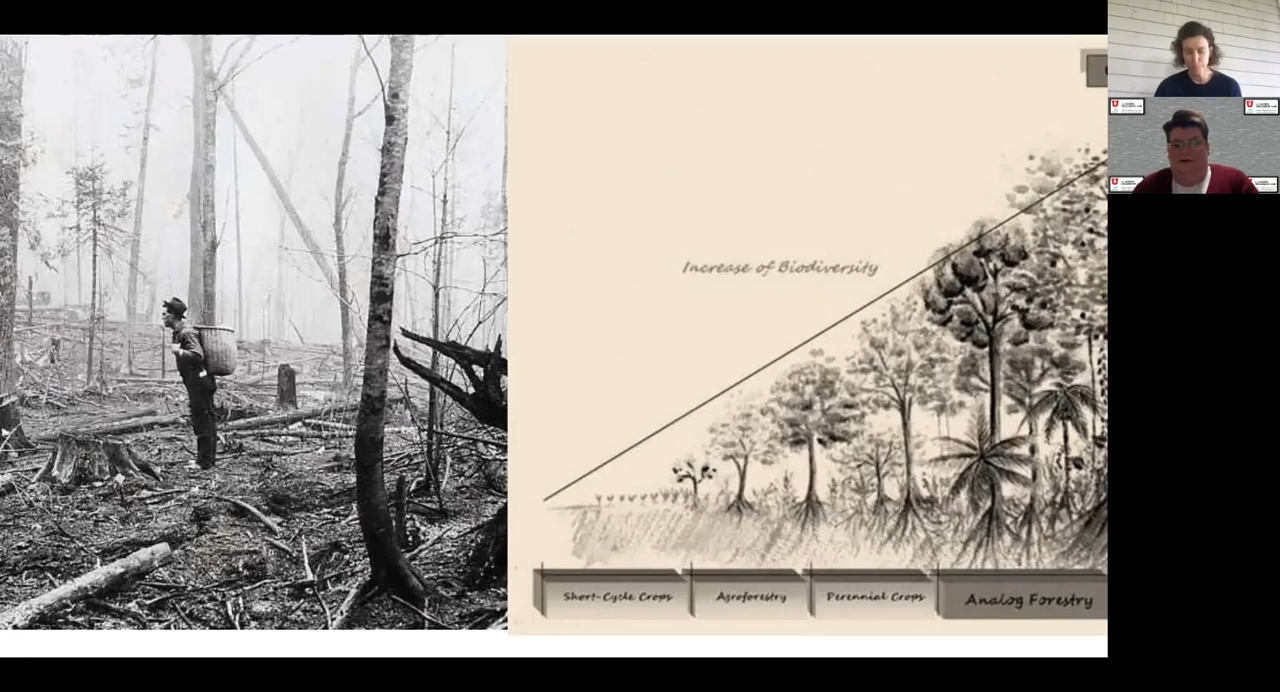 Increase of Biodiversity
Short-Cycle Crops
Agroforestry
Perennial Crops
Analog Forestry